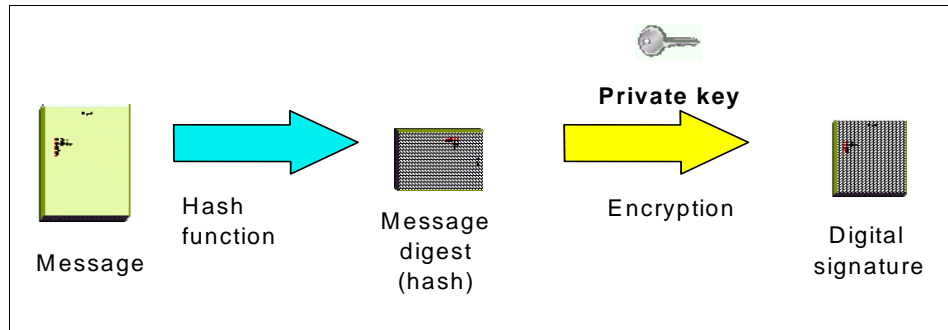 Private key
Hash
function
Message
Message
digest
(hash)
Encryption
Digital
signature